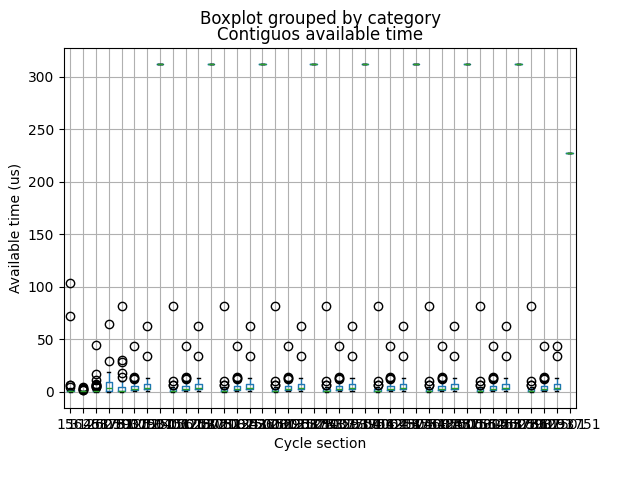 Boxplot grouped by category
Contiguos available time
300
250
200
150
100
50
0
Available time (us)
Cycle section